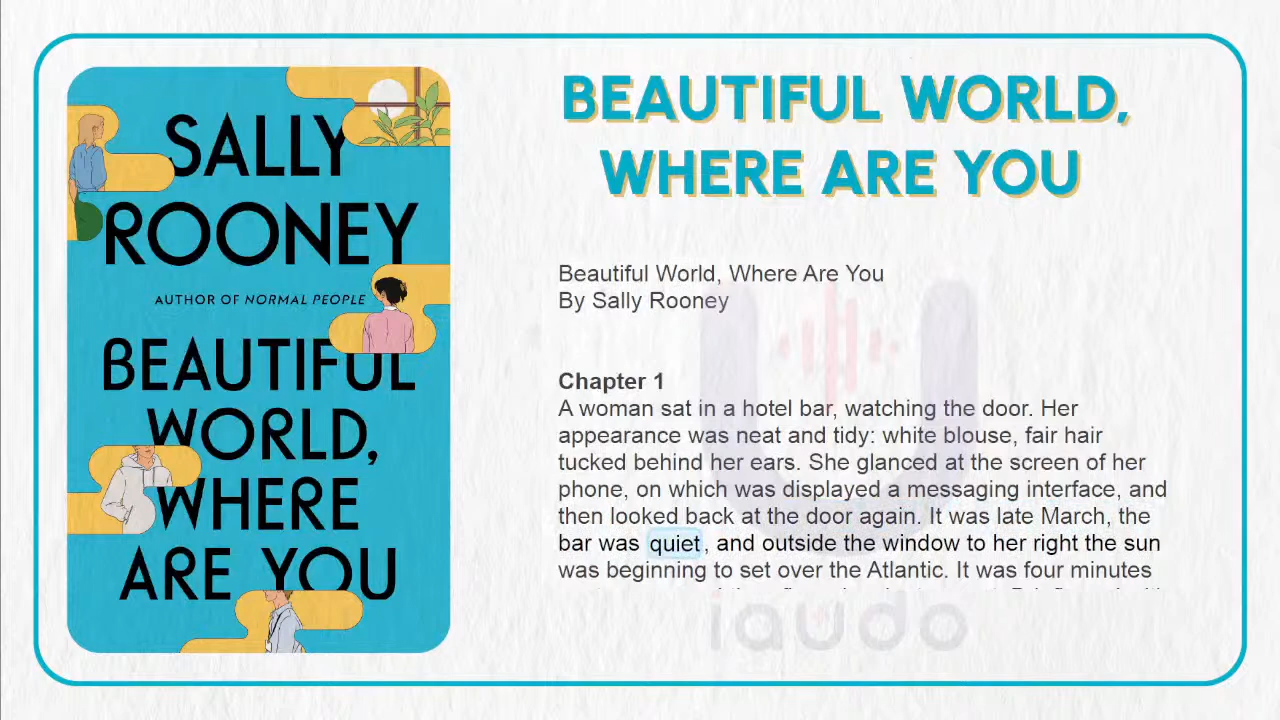 SALLY
ROONEY
AUTHOR OF NORMAL PEOPLE
BEAUTIFUL
WORLD,
WHERE
ARE YOU
BEAUTIFUL WORLD,
WHERE ARE YOU
Beautiful World, Where Are You
By Sally Rooney
Chapter 1
A woman sat in a hotel bar, watching the door. Her
appearance was neat and tidy: white blouse, fair hair
tucked behind her ears. She glanced at the screen of her
phone, on which was displayed a messaging interface, and
then looked back at the door again. It was late March, the
bar was quiet, and outside the window to her right the sun
was beginning to set over the Atlantic. It was four minutes
iaudo